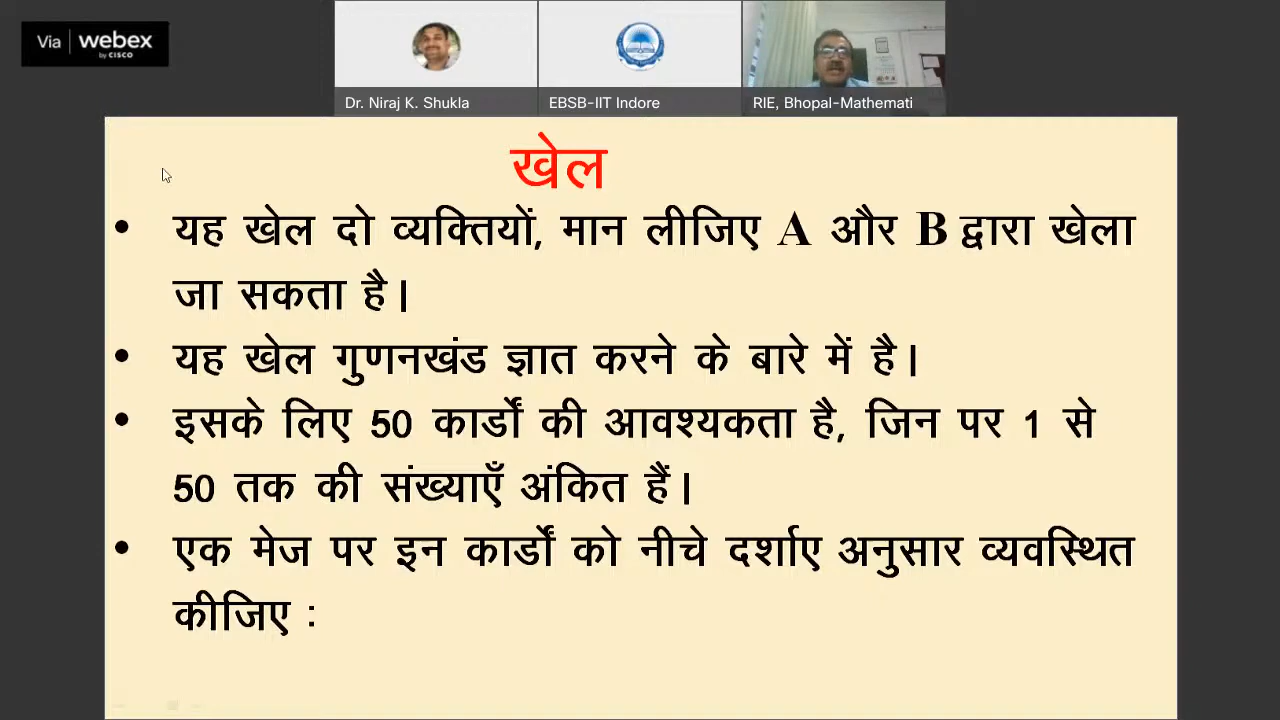 Via webex
by CISCO
Dr. Niraj K. Shukla
EBSB-IIT Indore
RIE, Bhopal-Mathemati
खेल
• यह खेल दो व्यक्तियों, मान लीजिए A और B द्वारा खेला
जा सकता है।
• यह खेल गुणनखंड ज्ञात करने के बारे में है।
• इसके लिए 50 कार्डों की आवश्यकता है, जिन पर 1 से
50 तक की संख्याएँ अंकित हैं।
• एक मेज पर इन कार्डों को नीचे दर्शाए अनुसार व्यवस्थित
कीजिए :